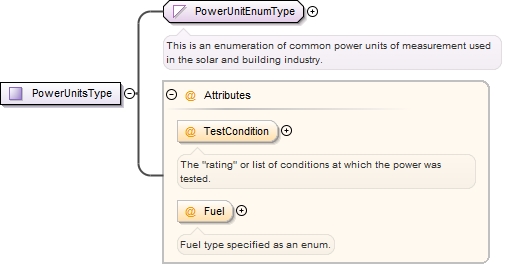 PowerUnitEnumType
This is an enumeration of common power units of measurement used
in the solar and building industry.
PowerUnitsType
@ Attributes
@ TestCondition
The "rating" or list of conditions at which the power was
tested.
@ Fuel
Fuel type specified as an enum.